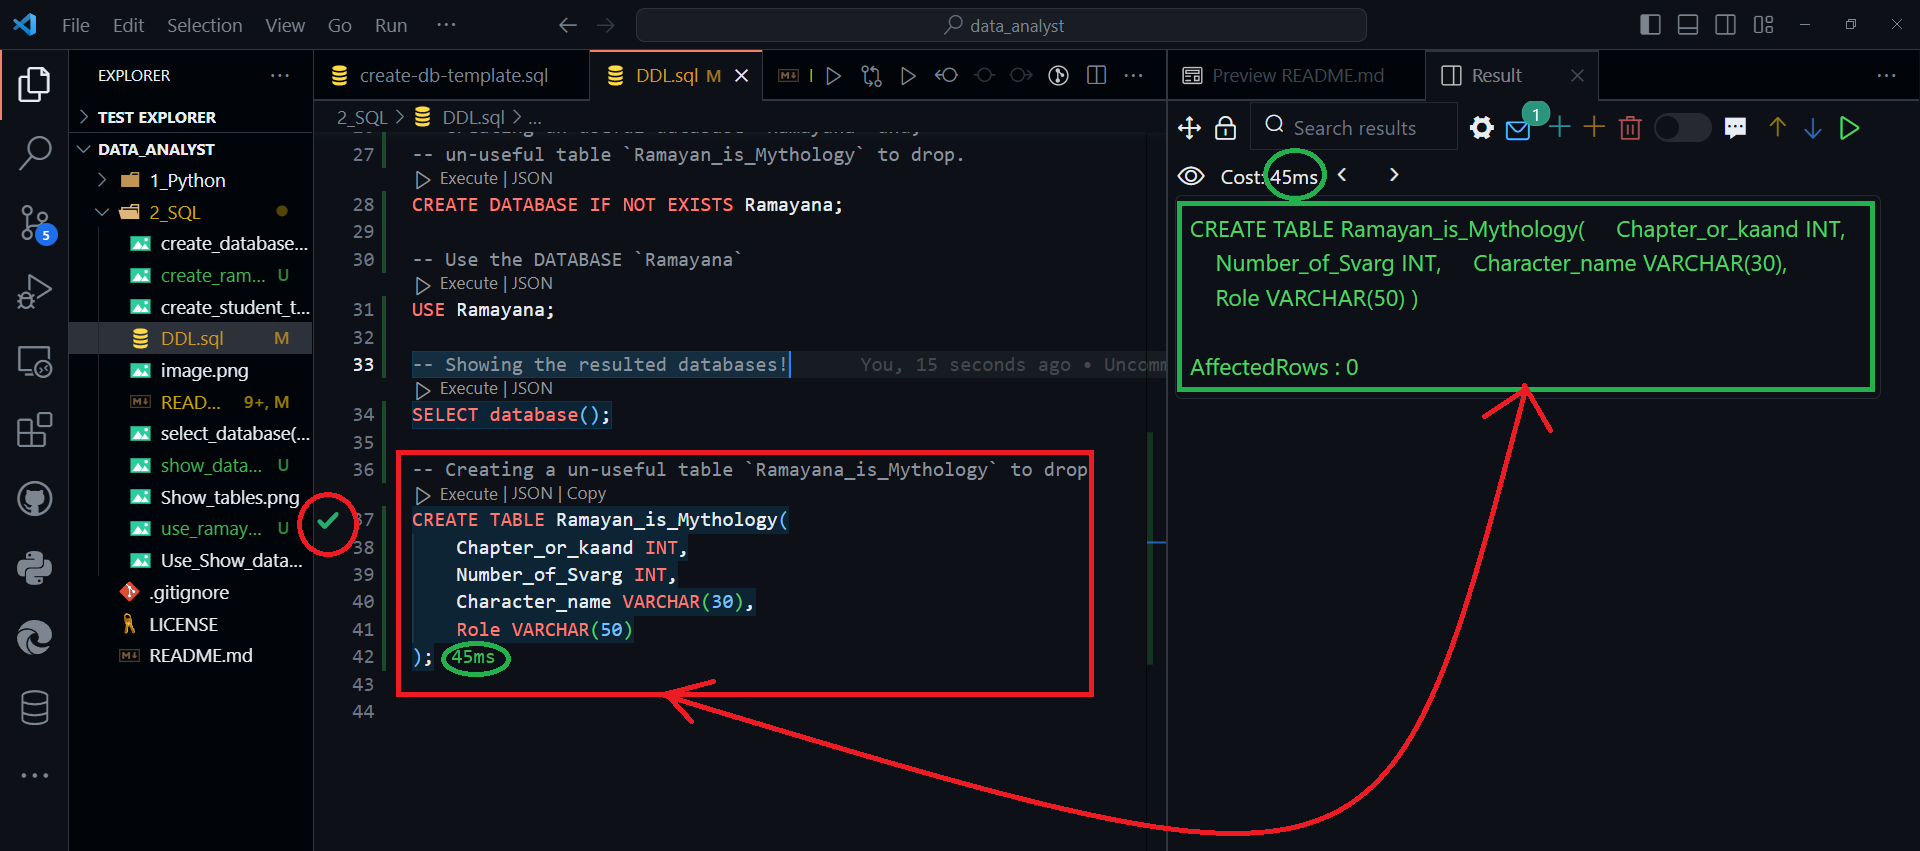 File Edit Selection View Go Run ···
data_analyst
EXPLORER ···
TEST EXPLORER
DATA_ANALYST
1_Python
2_SQL
create_database...
create_ram... U
create_student_t...
DDL.sql M
image.png
READ... 9+, M
select_database(...
show_data... U
Show_tables.png
use_ramay... U
Use_Show_data...
.gitignore
LICENSE
README.md
5
···
create-db-template.sql
DDL.sql M
···
2_SQL > DDL.sql > ...
27 -- un-useful table `Ramayan_is_Mythology` to drop.
Execute | JSON
28 CREATE DATABASE IF NOT EXISTS Ramayana;
29
30 -- Use the DATABASE `Ramayana`
Execute | JSON
31 USE Ramayana;
32
33 -- Showing the resulted databases! You, 15 seconds ago • Uncomm
Execute | JSON
34 SELECT database();
35
36 -- Creating a un-useful table `Ramayana_is_Mythology` to drop
Execute | JSON | Copy
37 CREATE TABLE Ramayan_is_Mythology(
38 Chapter_or_kaand INT,
39 Number_of_Svarg INT,
40 Character_name VARCHAR(30),
41 Role VARCHAR(50)
42 ); 45ms
43
44
Preview README.md
Result
···
Search results
1
Cost: 45ms < >
CREATE TABLE Ramayan_is_Mythology( Chapter_or_kaand INT,
Number_of_Svarg INT, Character_name VARCHAR(30),
Role VARCHAR(50) )
AffectedRows : 0